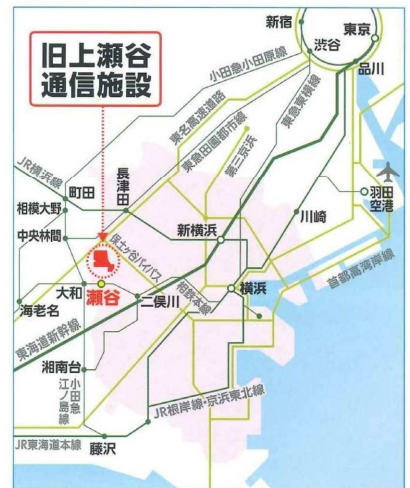 新宿
東京
渋谷
品川
旧上瀬谷
通信施設
小田急小田原線
東名高速道路
東急田園都市線
東急東横線
第二京浜
JR横浜線
町田
長津田
相模大野
中央林間
新横浜
川崎
羽田
空港
保土ヶ谷バイパス
首都高湾岸線
大和
瀬谷
二俣川
相鉄本線
横浜
海老名
東海道新幹線
湘南台
小田急
江ノ島線
JR根岸線・京浜東北線
JR東海道本線
藤沢